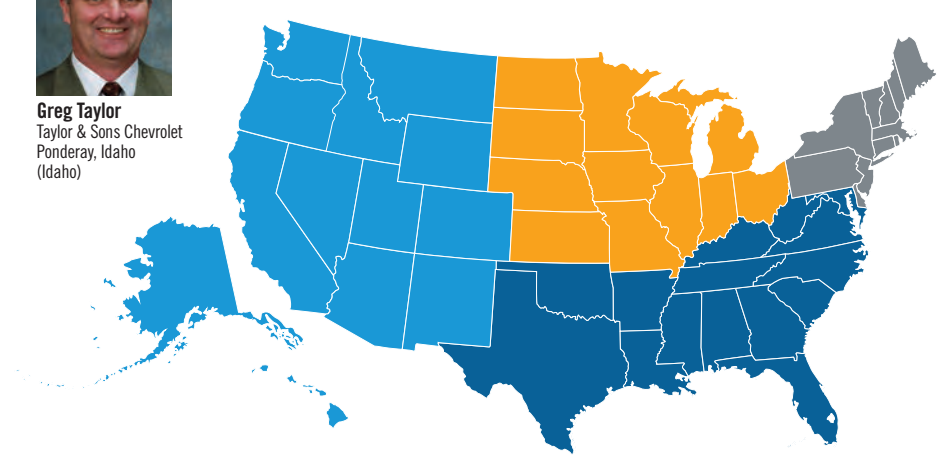 Greg Taylor
Taylor & Sons Chevrolet
Ponderay, Idaho
(Idaho)